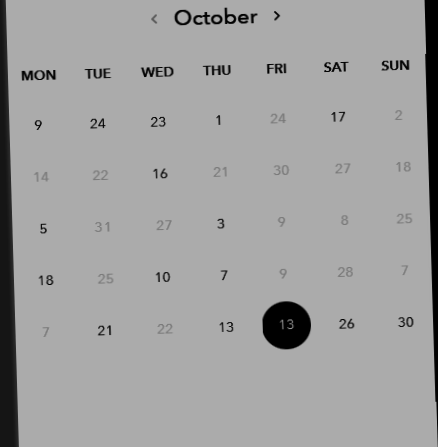 ‹ October ›
MON TUE WED THU FRI SAT SUN
9 24 23 1 24 17 2
14 22 16 21 30 27 18
5 31 27 3 9 8 25
18 25 10 7 9 28 7
7 21 22 13 13 26 30